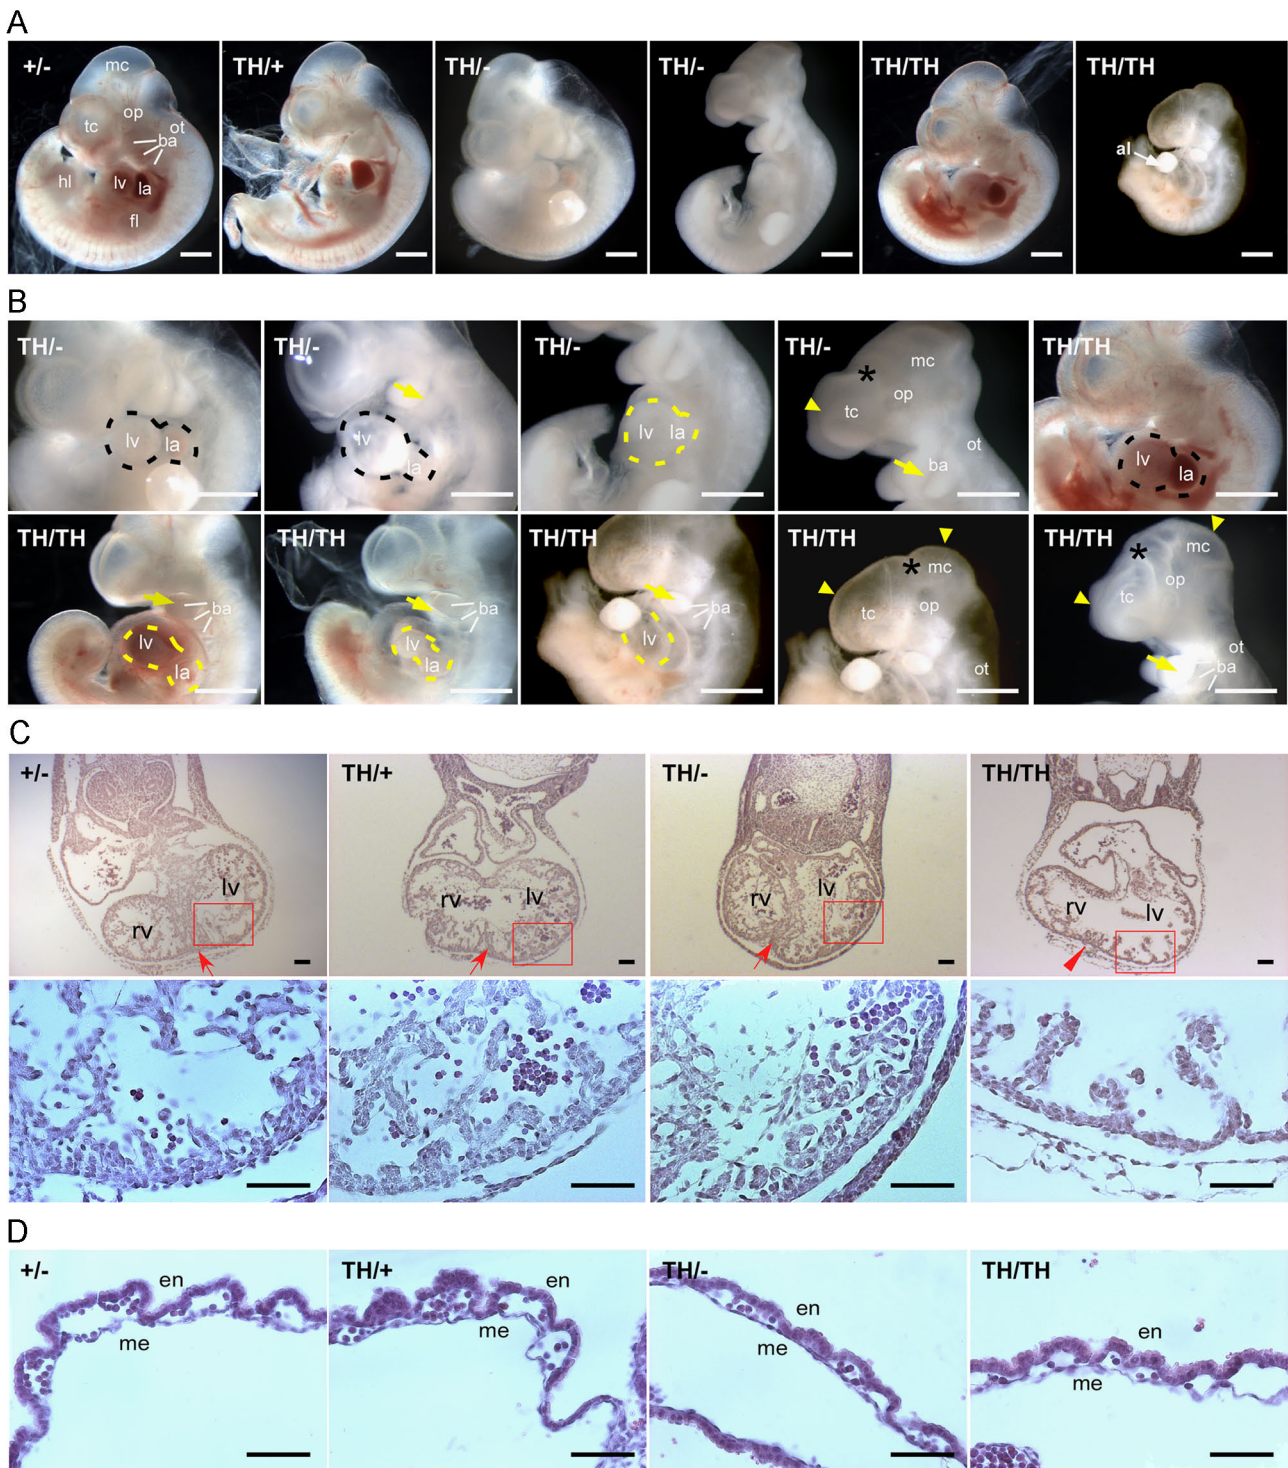 A
+/-
mc
op
tc
ot
ba
hl
lv
la
fl
TH/+
TH/-
TH/-
TH/TH
TH/TH
al
B
TH/-
lv
la
TH/-
lv
la
TH/-
lv
la
TH/-
*
mc
tc
op
ot
ba
TH/TH
lv
la
TH/TH
ba
lv
la
TH/TH
ba
lv
la
TH/TH
ba
lv
TH/TH
*
mc
tc
op
ot
TH/TH
*
mc
op
tc
ot
ba
C
+/-
lv
rv
TH/+
rv
lv
TH/-
rv
lv
TH/TH
rv
lv
D
+/-
en
me
TH/+
en
me
TH/-
en
me
TH/TH
en
me